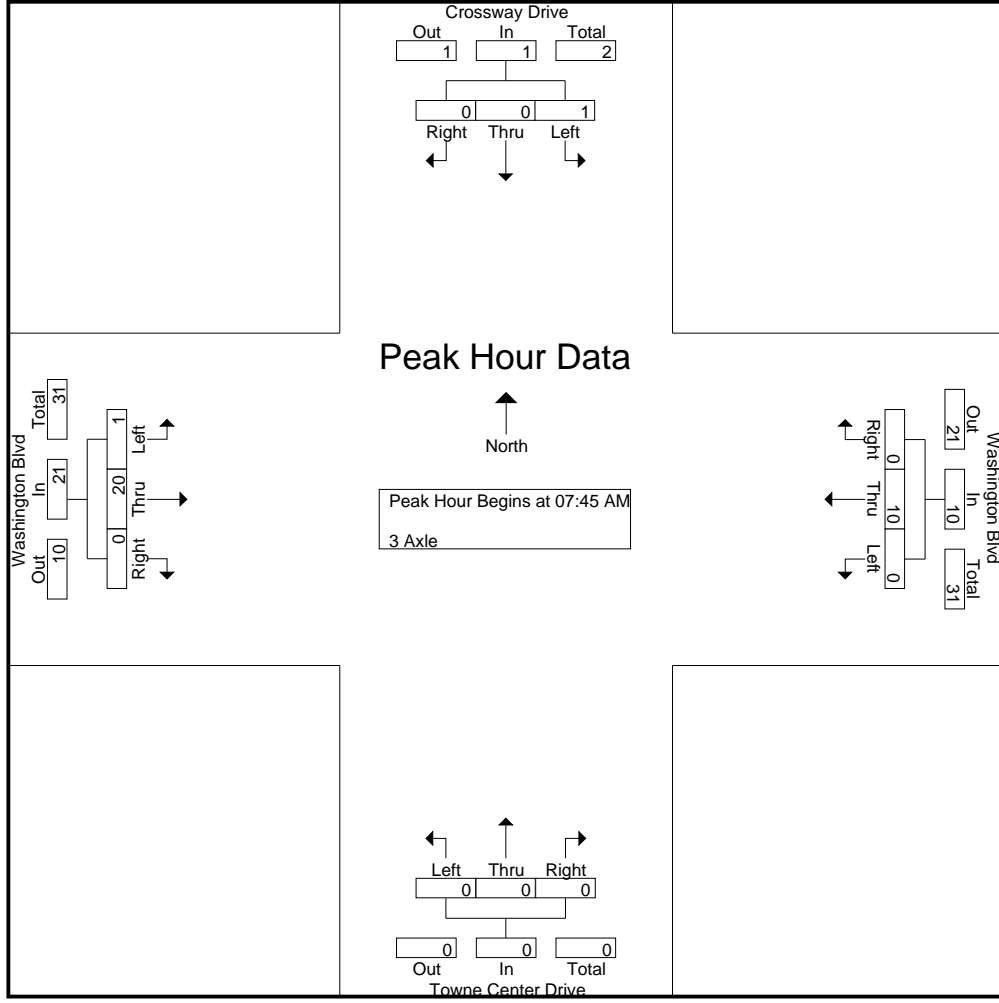 Crossway Drive
Out In Total
1 1 2
0 0 1
Right Thru Left
Peak Hour Data
North
Peak Hour Begins at 07:45 AM
3 Axle
Washington Blvd
Total In Out
31 21 10
1 20 0
Left Thru Right
Washington Blvd
Out In Total
21 10 31
0 10 0
Right Thru Left
Left Thru Right
0 0 0
0 0 0
Out In Total
Towne Center Drive